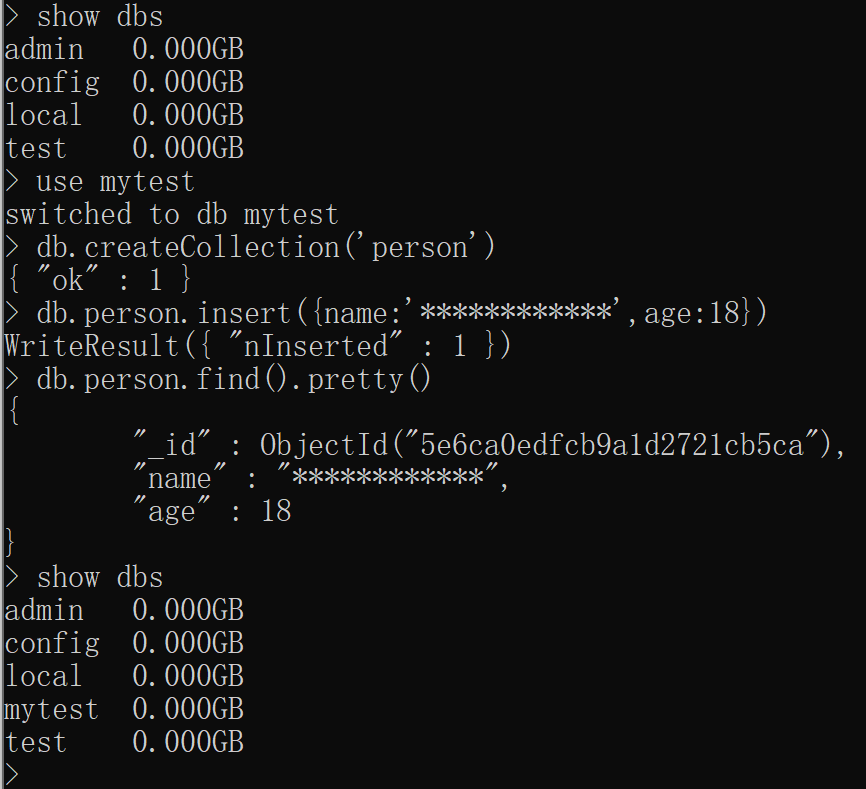 > show dbs
admin   0.000GB
config  0.000GB
local   0.000GB
test    0.000GB
> use mytest
switched to db mytest
> db.createCollection('person')
{ "ok" : 1 }
> db.person.insert({name:'************',age:18})
WriteResult({ "nInserted" : 1 })
> db.person.find().pretty()
{
        "_id" : ObjectId("5e6ca0edfcb9a1d2721cb5ca"),
        "name" : "************",
        "age" : 18
}
> show dbs
admin   0.000GB
config  0.000GB
local   0.000GB
mytest  0.000GB
test    0.000GB
>